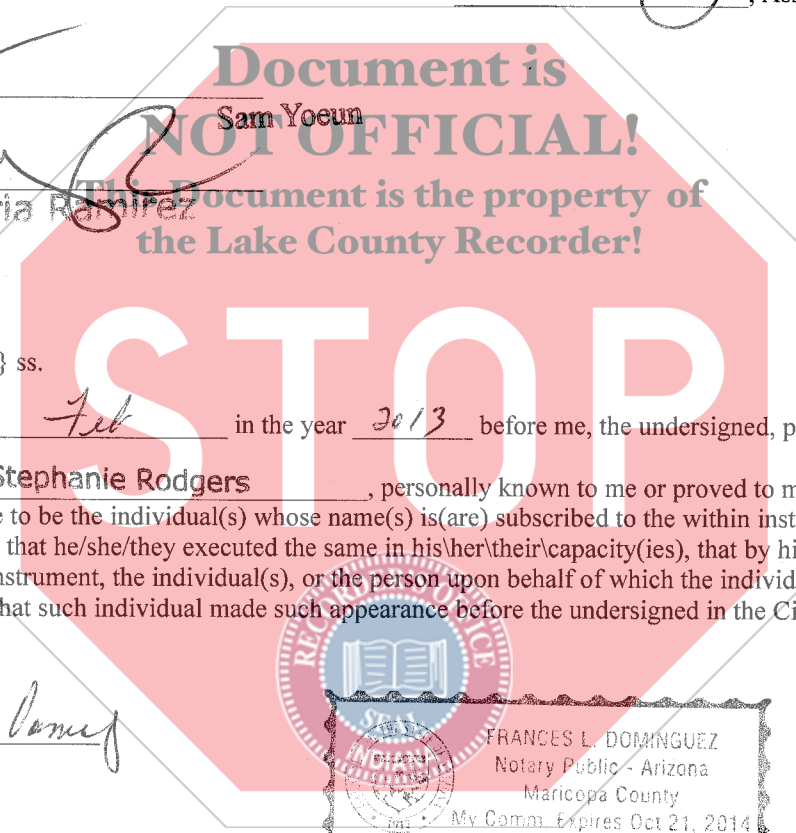 Document is
Sam Yoeun
NOT OFFICIAL!
This Document is the property of
ria Ramirez
the Lake County Recorder!
STOP
} ss.
Feb in the year 2013 before me, the undersigned, p
Stephanie Rodgers, personally known to me or proved to m
e to be the individual(s) whose name(s) is(are) subscribed to the within inst
that he/she/they executed the same in his\her\their\capacity(ies), that by hi
nstrument, the individual(s), or the person upon behalf of which the individ
hat such individual made such appearance before the undersigned in the Ci
RECORDER'S OFFICE
SEAL
INDIANA
FRANCES L. DOMINGUEZ
Notary Public - Arizona
Maricopa County
My Comm. Expires Oct 21, 2014